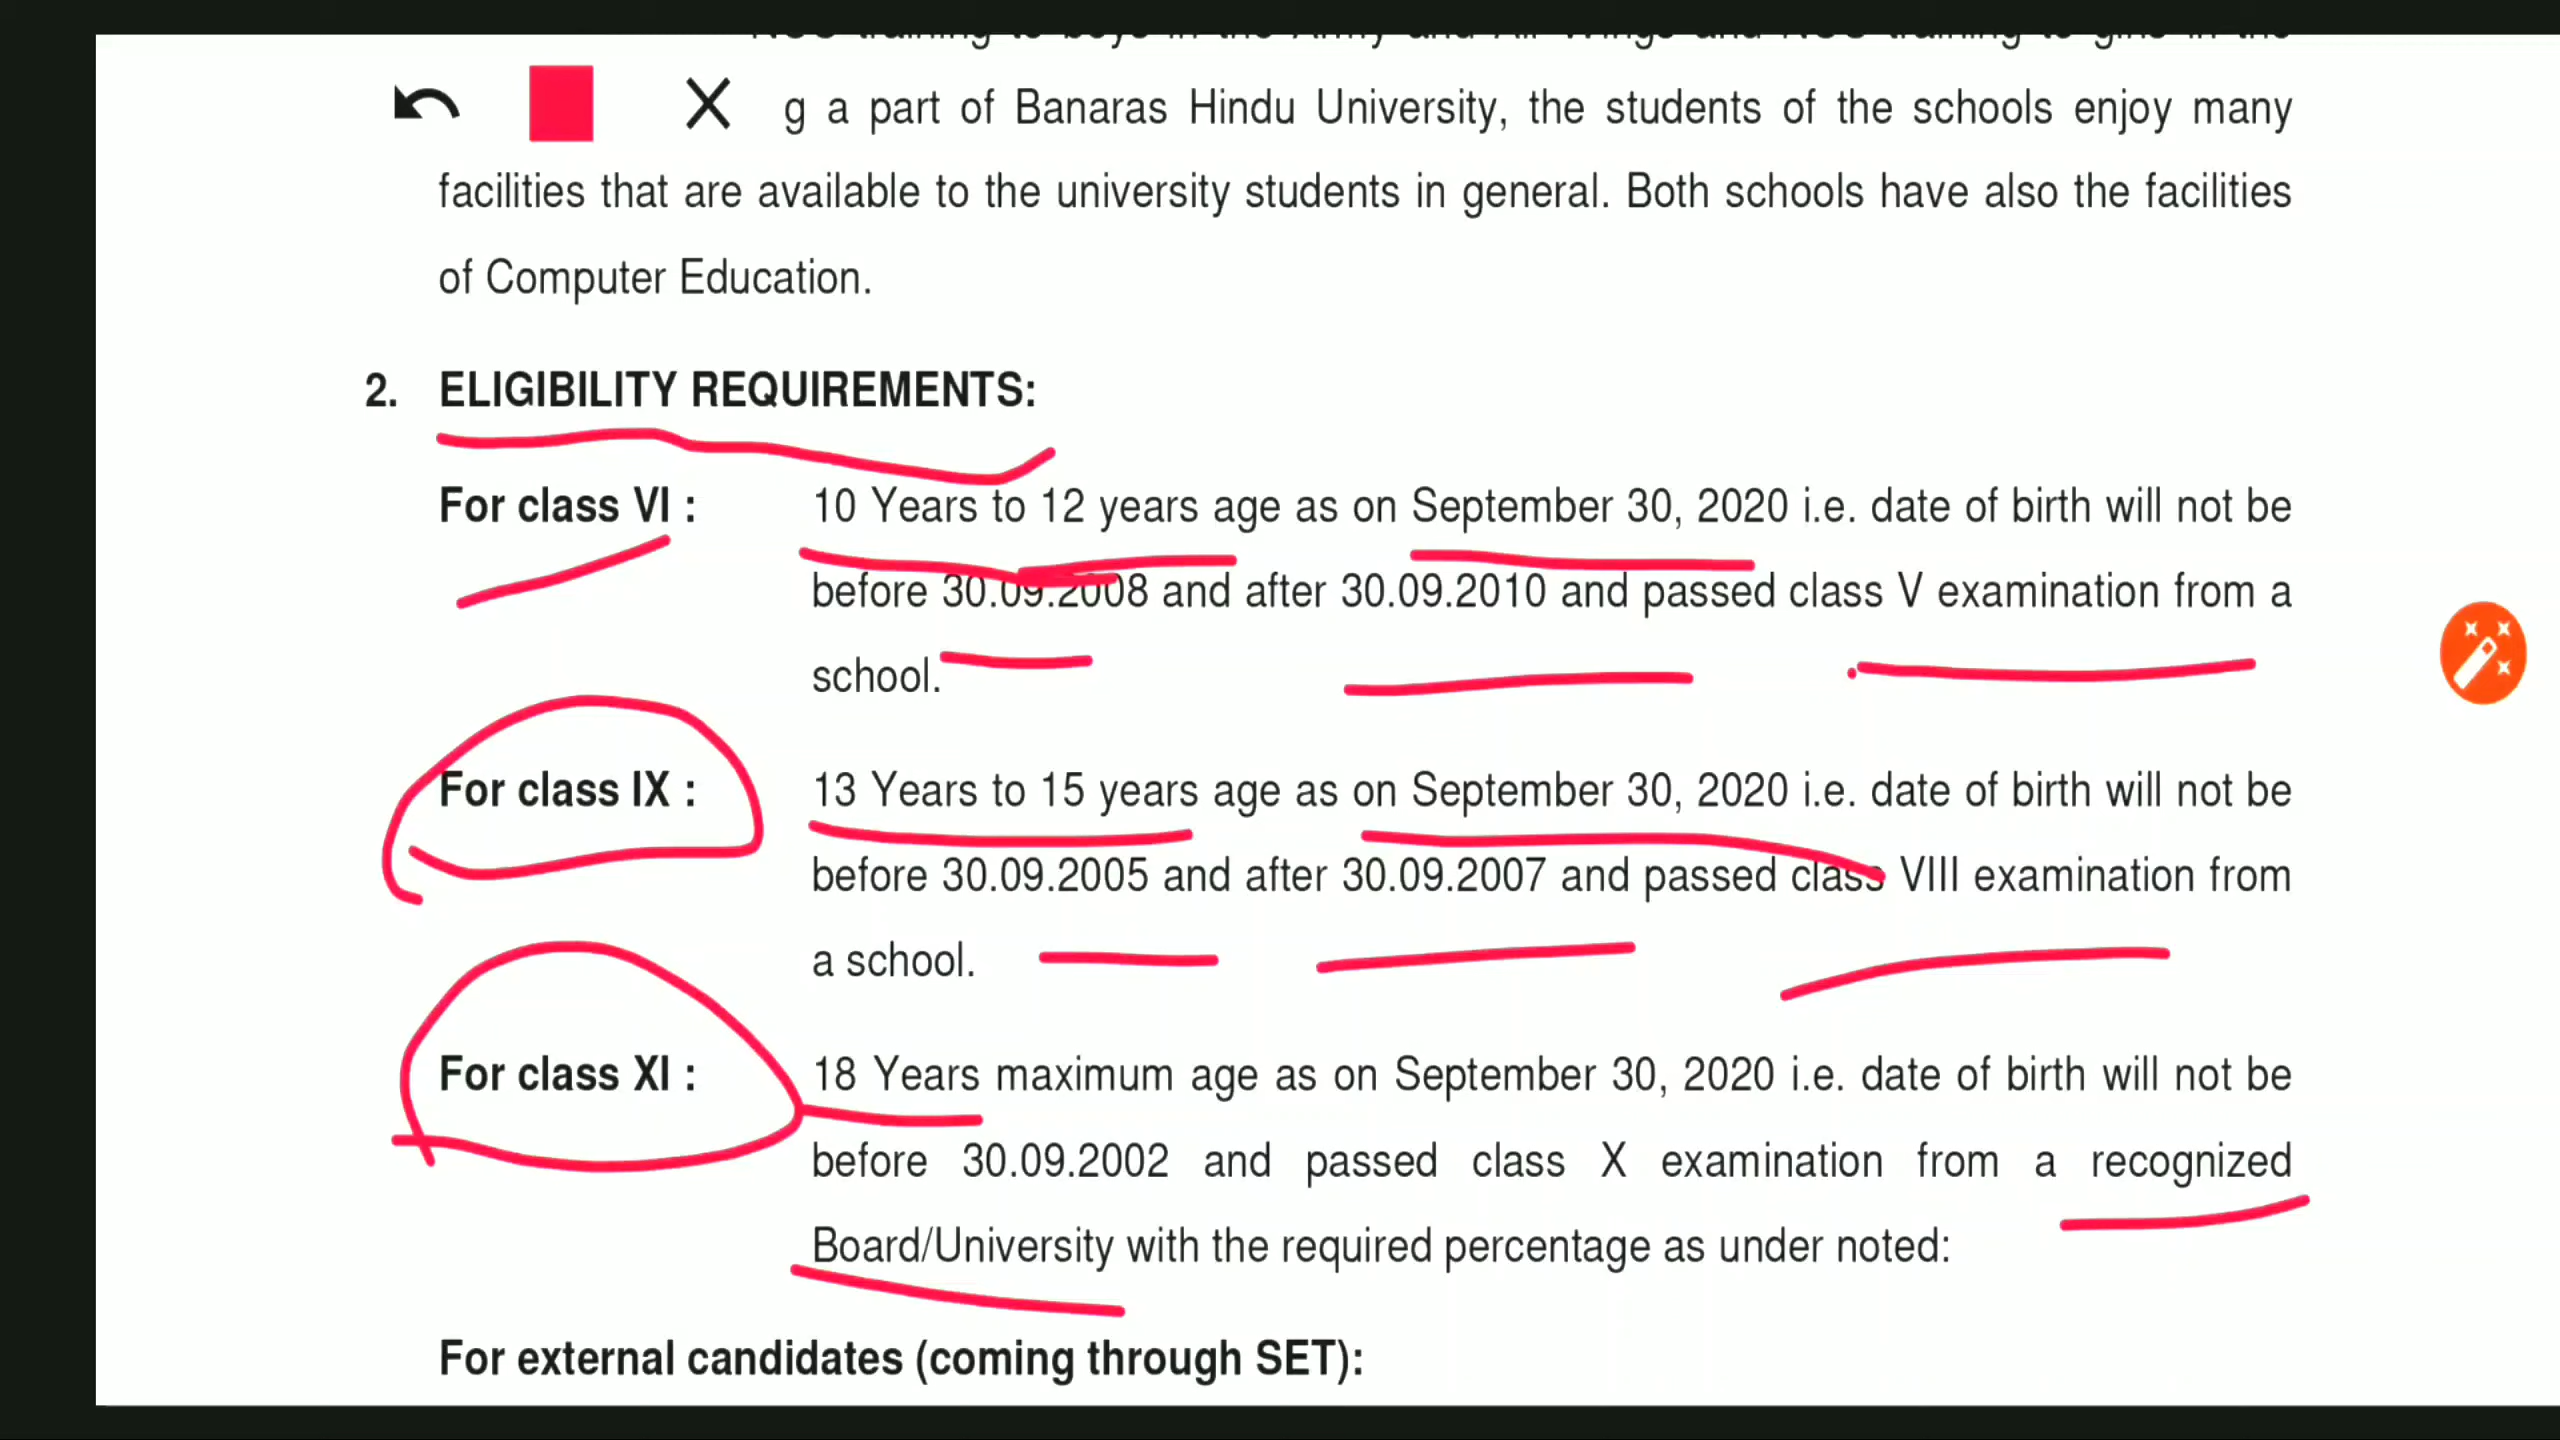 g a part of Banaras Hindu University, the students of the schools enjoy many
facilities that are available to the university students in general. Both schools have also the facilities
of Computer Education.
2. ELIGIBILITY REQUIREMENTS:
For class VI : 10 Years to 12 years age as on September 30, 2020 i.e. date of birth will not be
before 30.09.2008 and after 30.09.2010 and passed class V examination from a
school.
For class IX : 13 Years to 15 years age as on September 30, 2020 i.e. date of birth will not be
before 30.09.2005 and after 30.09.2007 and passed class VIII examination from
a school.
For class XI : 18 Years maximum age as on September 30, 2020 i.e. date of birth will not be
before 30.09.2002 and passed class X examination from a recognized
Board/University with the required percentage as under noted:
For external candidates (coming through SET):